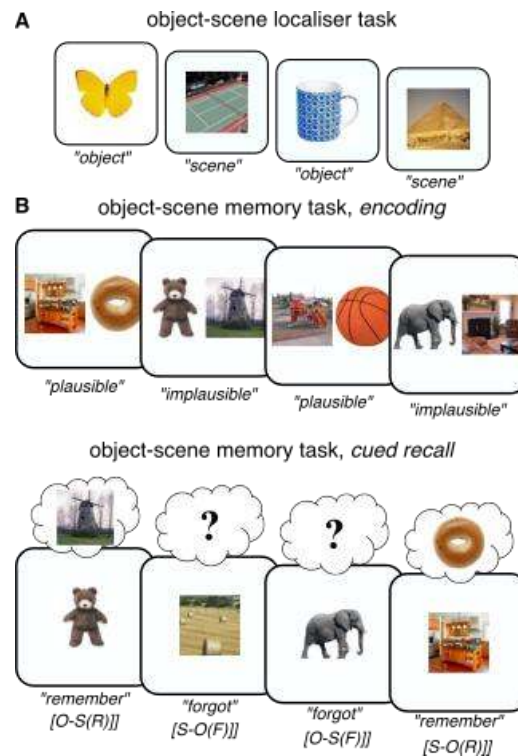 A
object-scene localiser task
"object"
"scene"
"object"
"scene"
B
object-scene memory task, encoding
"plausible"
"implausible"
"plausible"
"implausible"
object-scene memory task, cued recall
?
?
"remember"
[O-S(R)]]
"forgot"
[S-O(F)]]
"forgot"
[O-S(F)]]
"remember"
[S-O(R)]]